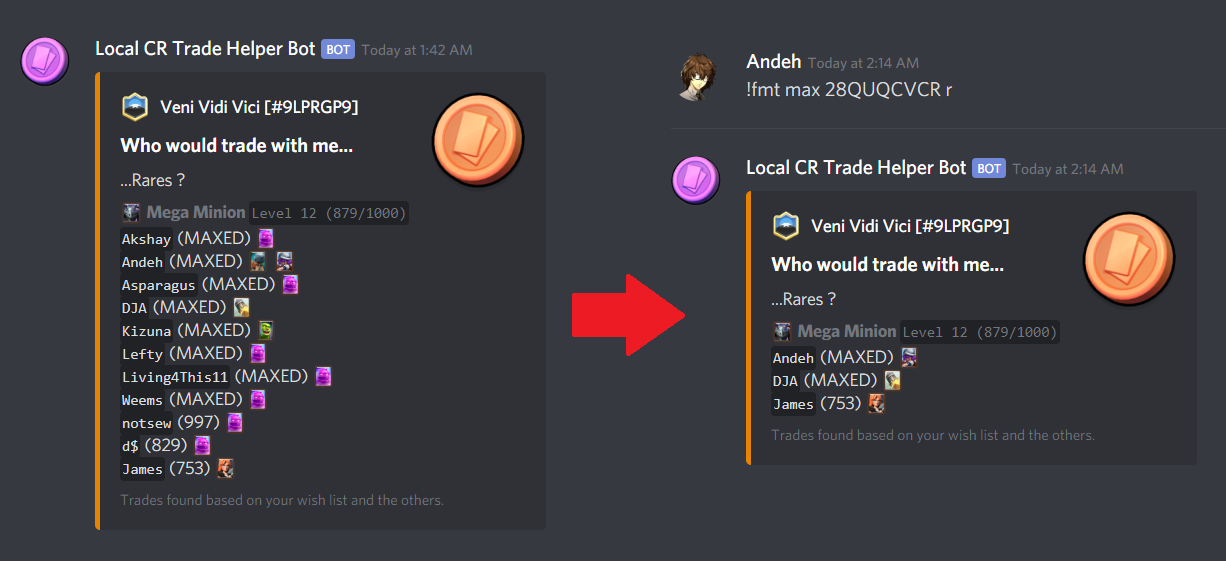 Local CR Trade Helper Bot BOT Today at 1:42 AM
Veni Vidi Vici [#9LPRGP9]
Who would trade with me...
...Rares ?
Mega Minion Level 12 (879/1000)
Akshay (MAXED)
Andeh (MAXED)
Asparagus (MAXED)
DJA (MAXED)
Kizuna (MAXED)
Lefty (MAXED)
Living4This11 (MAXED)
Weems (MAXED)
notsew (997)
d$ (829)
James (753)
Trades found based on your wish list and the others.
Andeh Today at 2:14 AM
!fmt max 28QUQCVCR r
Local CR Trade Helper Bot BOT Today at 2:14 AM
Veni Vidi Vici [#9LPRGP9]
Who would trade with me...
...Rares ?
Mega Minion Level 12 (879/1000)
Andeh (MAXED)
DJA (MAXED)
James (753)
Trades found based on your wish list and the others.